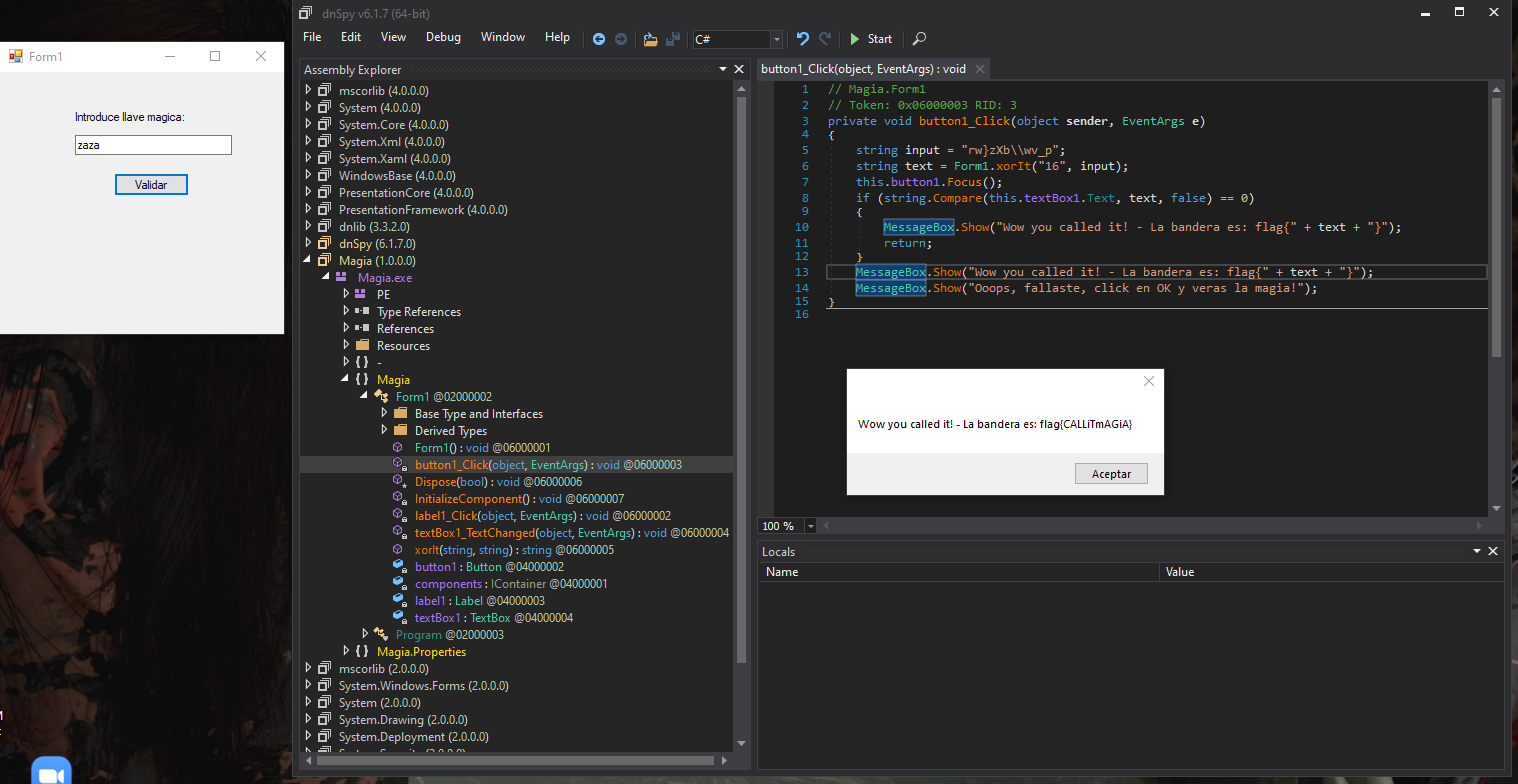 dnSpy v6.1.7 (64-bit)
File Edit View Debug Window Help C# Start
Form1
Introduce llave magica:
zaza
Validar
Assembly Explorer
mscorlib (4.0.0.0)
System (4.0.0.0)
System.Core (4.0.0.0)
System.Xml (4.0.0.0)
System.Xaml (4.0.0.0)
WindowsBase (4.0.0.0)
PresentationCore (4.0.0.0)
PresentationFramework (4.0.0.0)
dnlib (3.3.2.0)
dnSpy (6.1.7.0)
Magia (1.0.0.0)
Magia.exe
PE
Type References
References
Resources
{ } -
{ } Magia
Form1 @02000002
Base Type and Interfaces
Derived Types
Form1() : void @06000001
button1_Click(object, EventArgs) : void @06000003
Dispose(bool) : void @06000006
InitializeComponent() : void @06000007
label1_Click(object, EventArgs) : void @06000002
textBox1_TextChanged(object, EventArgs) : void @06000004
xorIt(string, string) : string @06000005
button1 : Button @04000002
components : IContainer @04000001
label1 : Label @04000003
textBox1 : TextBox @04000004
Program @02000003
{ } Magia.Properties
mscorlib (2.0.0.0)
System.Windows.Forms (2.0.0.0)
System (2.0.0.0)
System.Drawing (2.0.0.0)
System.Deployment (2.0.0.0)
button1_Click(object, EventArgs) : void
1 // Magia.Form1
2 // Token: 0x06000003 RID: 3
3 private void button1_Click(object sender, EventArgs e)
4 {
5 string input = "rw}zXb\\wv_p";
6 string text = Form1.xorIt("16", input);
7 this.button1.Focus();
8 if (string.Compare(this.textBox1.Text, text, false) == 0)
9 {
10 MessageBox.Show("Wow you called it! - La bandera es: flag{" + text + "}");
11 return;
12 }
13 MessageBox.Show("Wow you called it! - La bandera es: flag{" + text + "}");
14 MessageBox.Show("Ooops, fallaste, click en OK y veras la magia!");
15 }
16
Wow you called it! - La bandera es: flag{CALLiTmAGiA}
Aceptar
100 %
Locals
Name Value